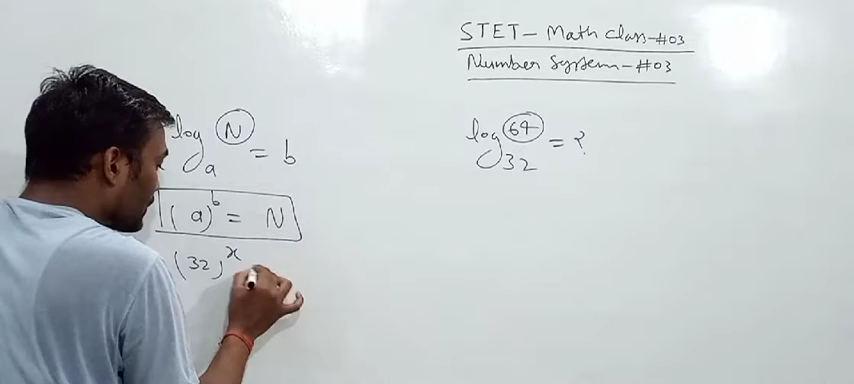 STET - Math Class - #03
Number System - #03
log_a N = b
(a)^b = N
(32)^x
log_32 64 = ?